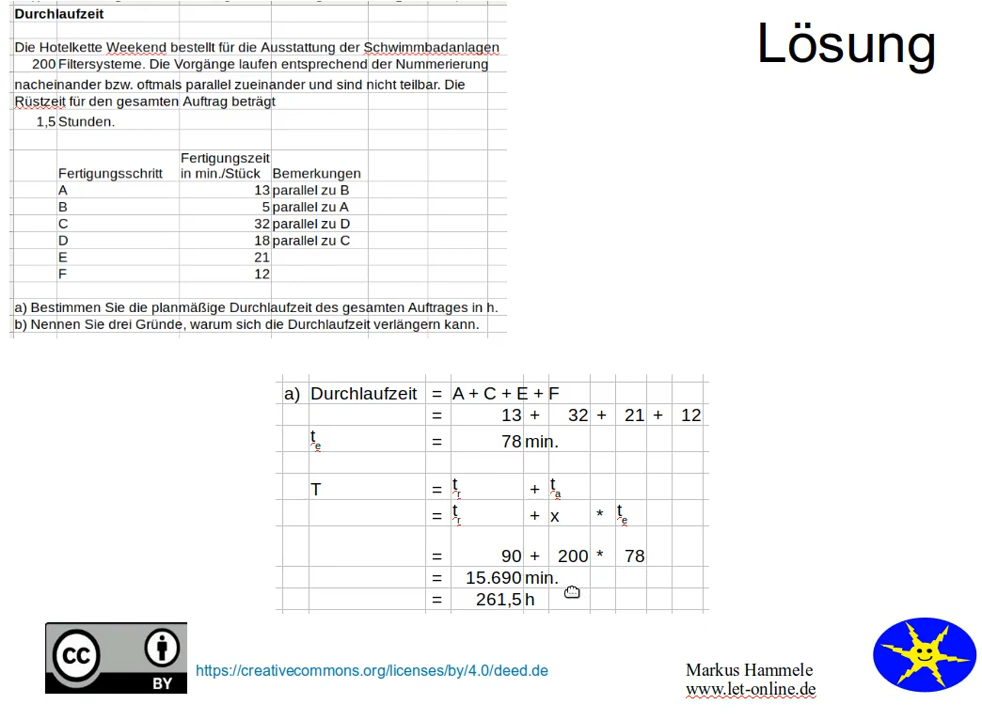 Durchlaufzeit
Lösung
Die Hotelkette Weekend bestellt für die Ausstattung der Schwimmbadanlagen
200 Filtersysteme. Die Vorgänge laufen entsprechend der Nummerierung
nacheinander bzw. oftmals parallel zueinander und sind nicht teilbar. Die
Rüstzeit für den gesamten Auftrag beträgt
1,5 Stunden.
Fertigungszeit
Fertigungsschritt in min./Stück Bemerkungen
A 13 parallel zu B
B 5 parallel zu A
C 32 parallel zu D
D 18 parallel zu C
E 21
F 12
a) Bestimmen Sie die planmäßige Durchlaufzeit des gesamten Auftrages in h.
b) Nennen Sie drei Gründe, warum sich die Durchlaufzeit verlängern kann.
a) Durchlaufzeit = A + C + E + F
= 13 + 32 + 21 + 12
te = 78 min.
T = tr + ta
= tr + x * te
= 90 + 200 * 78
= 15.690 min.
= 261,5 h
CC BY
https://creativecommons.org/licenses/by/4.0/deed.de
Markus Hammele
www.let-online.de